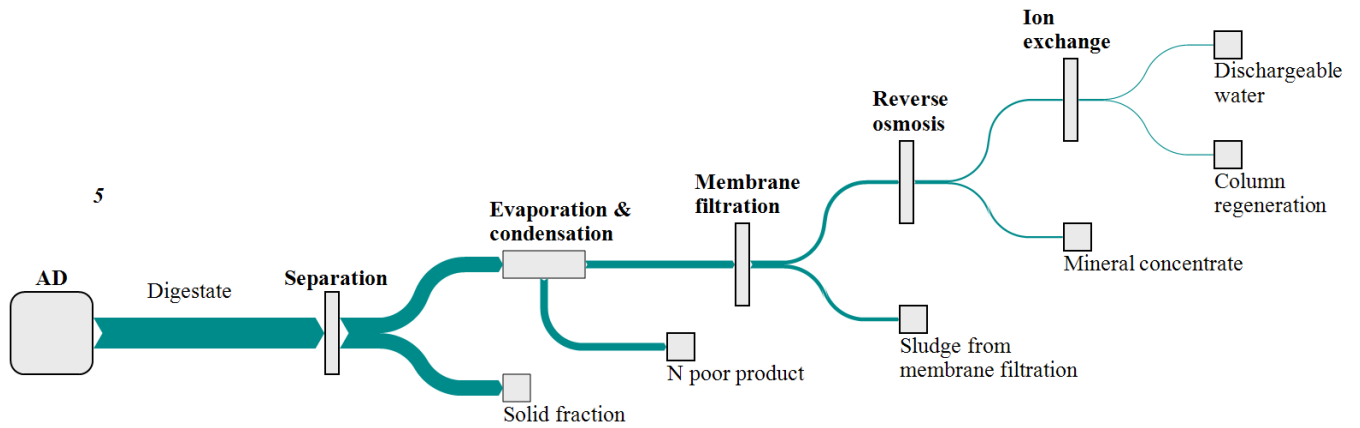 Ion
exchange
Dischargeable
water
Reverse
osmosis
Column
regeneration
5
Membrane
filtration
Evaporation &
condensation
Mineral concentrate
AD
Digestate
Separation
Sludge from
membrane filtration
N poor product
Solid fraction